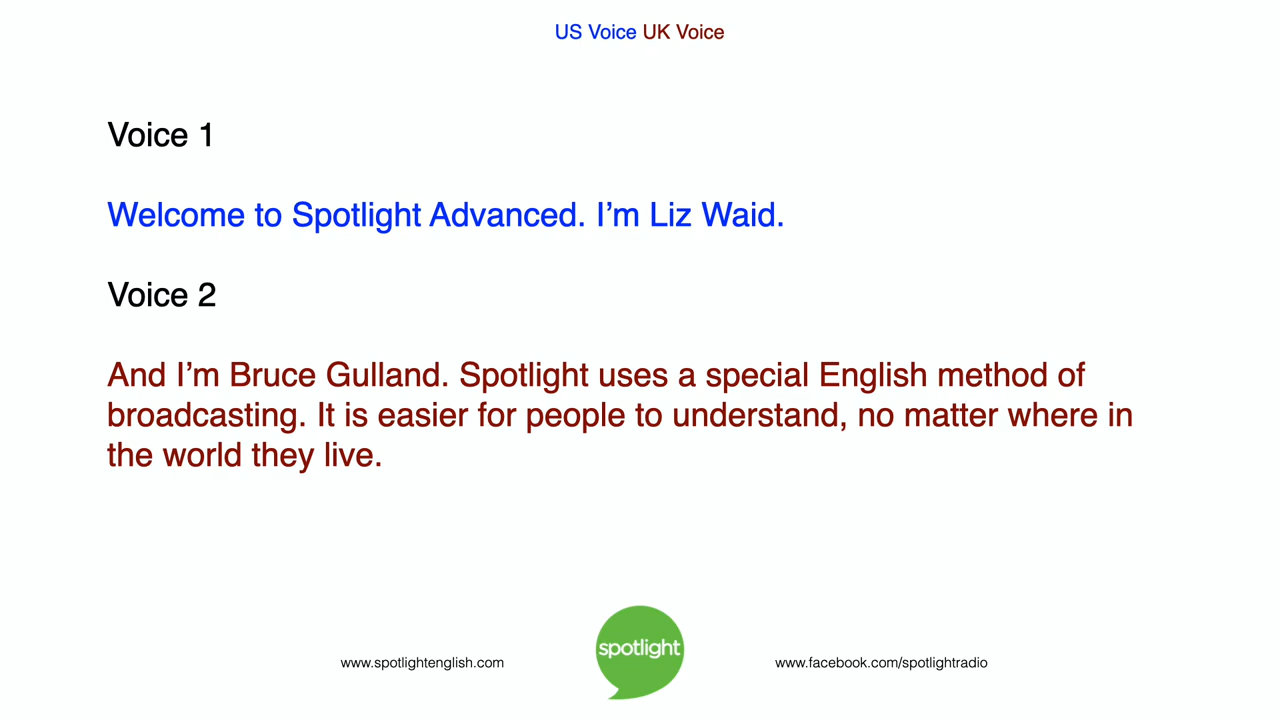 US Voice UK Voice
Voice 1
Welcome to Spotlight Advanced. I’m Liz Waid.
Voice 2
And I’m Bruce Gulland. Spotlight uses a special English method of
broadcasting. It is easier for people to understand, no matter where in
the world they live.
www.spotlightenglish.com
spotlight
www.facebook.com/spotlightradio